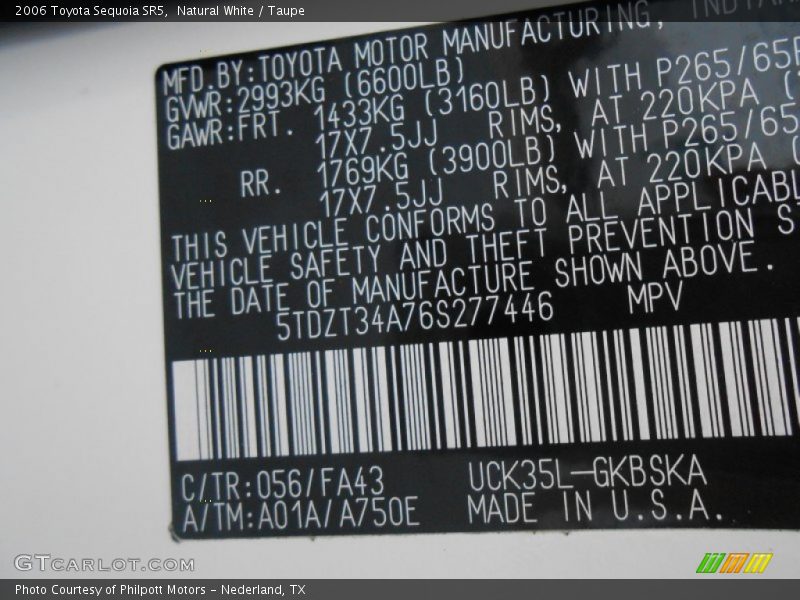 2006 Toyota Sequoia SR5, Natural White / Taupe
MFD.BY:TOYOTA MOTOR MANUFACTURING,
GVWR:2993KG (6600LB)
GAWR:FRT. 1433KG (3160LB) WITH P265/65R
17X7.5JJ RIMS, AT 220KPA (
RR. 1769KG (3900LB) WITH P265/65
17X7.5JJ RIMS, AT 220KPA (
THIS VEHICLE CONFORMS TO ALL APPLICABL
VEHICLE SAFETY AND THEFT PREVENTION ST
THE DATE OF MANUFACTURE SHOWN ABOVE.
5TDZT34A76S277446 MPV
C/TR:056/FA43 UCK35L-GKBSKA
A/TM:A01A/A750E MADE IN U.S.A.
GTCarlot.com
Photo Courtesy of Philpott Motors - Nederland, TX